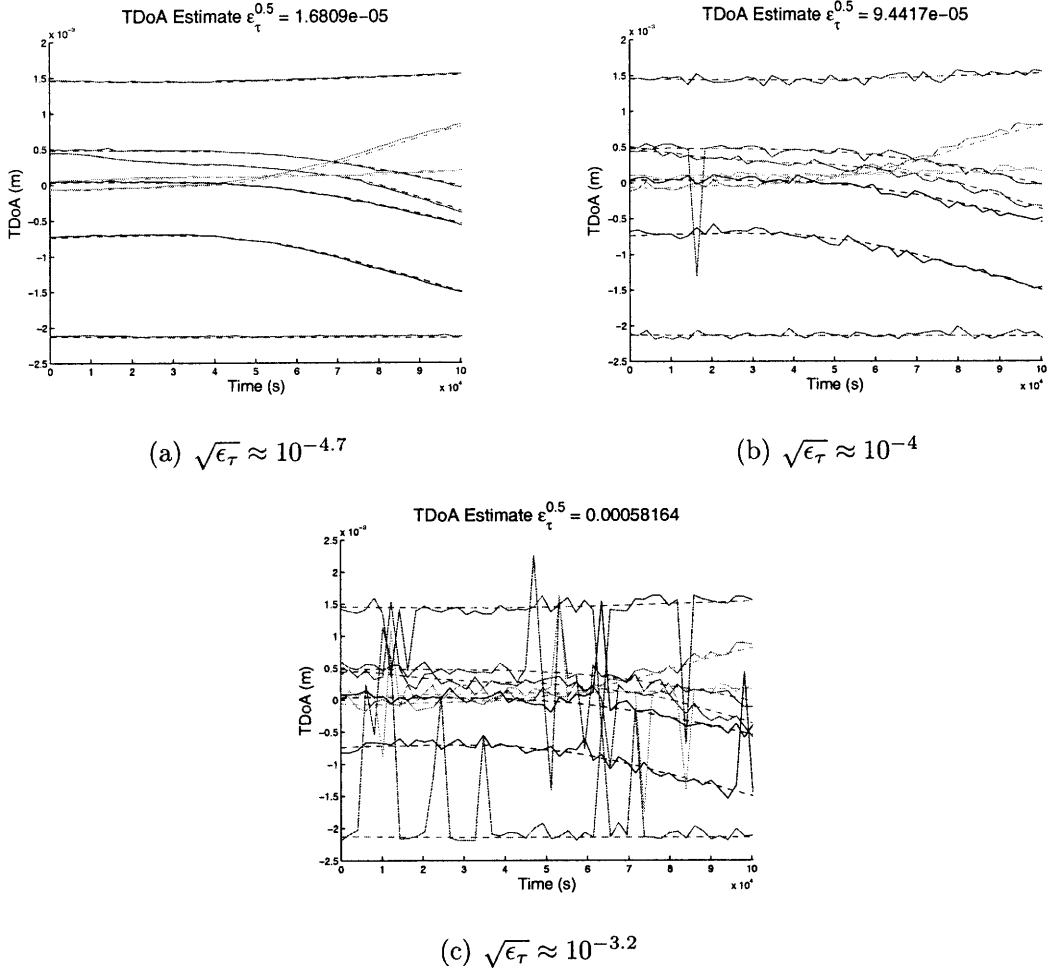 TDoA Estimate ε_τ^0.5 = 1.6809e−05
x 10⁻³
2
1.5
1
0.5
0
−0.5
−1
−1.5
−2
−2.5
TDoA (m)
0 1 2 3 4 5 6 7 8 9 10
Time (s)
x 10⁴
(a) √ε_τ ≈ 10^−4.7
TDoA Estimate ε_τ^0.5 = 9.4417e−05
x 10⁻³
2
1.5
1
0.5
0
−0.5
−1
−1.5
−2
−2.5
TDoA (m)
0 1 2 3 4 5 6 7 8 9 10
Time (s)
x 10⁴
(b) √ε_τ ≈ 10^−4
TDoA Estimate ε_τ^0.5 = 0.00058164
x 10⁻³
2.5
2
1.5
1
0.5
0
−0.5
−1
−1.5
−2
−2.5
TDoA (m)
0 1 2 3 4 5 6 7 8 9 10
Time (s)
x 10⁴
(c) √ε_τ ≈ 10^−3.2